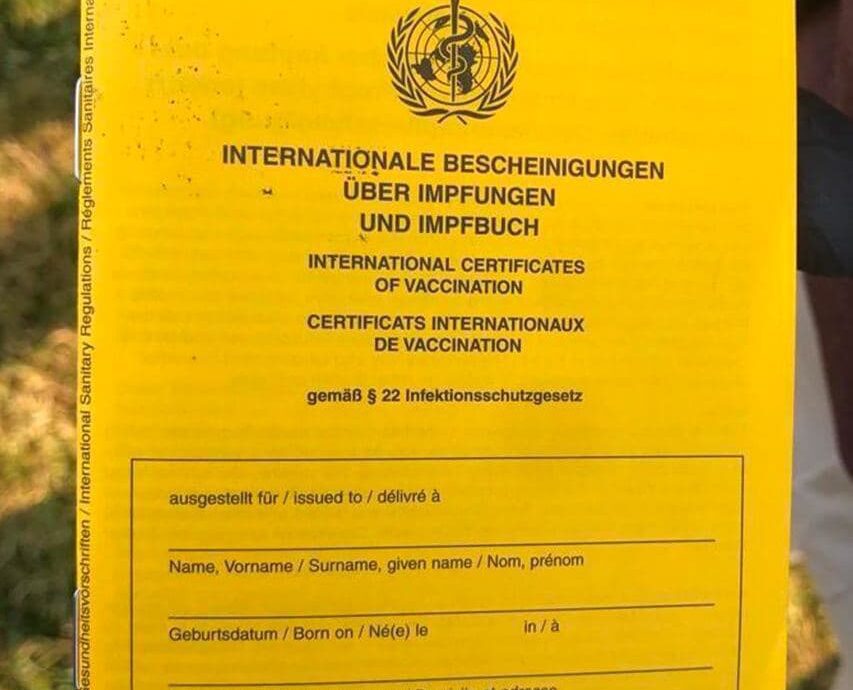 INTERNATIONALE BESCHEINIGUNGEN
ÜBER IMPFUNGEN
UND IMPFBUCH
INTERNATIONAL CERTIFICATES
OF VACCINATION
CERTIFICATS INTERNATIONAUX
DE VACCINATION
gemäß § 22 Infektionsschutzgesetz
ausgestellt für / issued to / délivré à
Name, Vorname / Surname, given name / Nom, prénom
Geburtsdatum / Born on / Né(e) le in / à
esundheitsvorschriften / International Sanitary Regulations / Réglements Sanitaires Interna